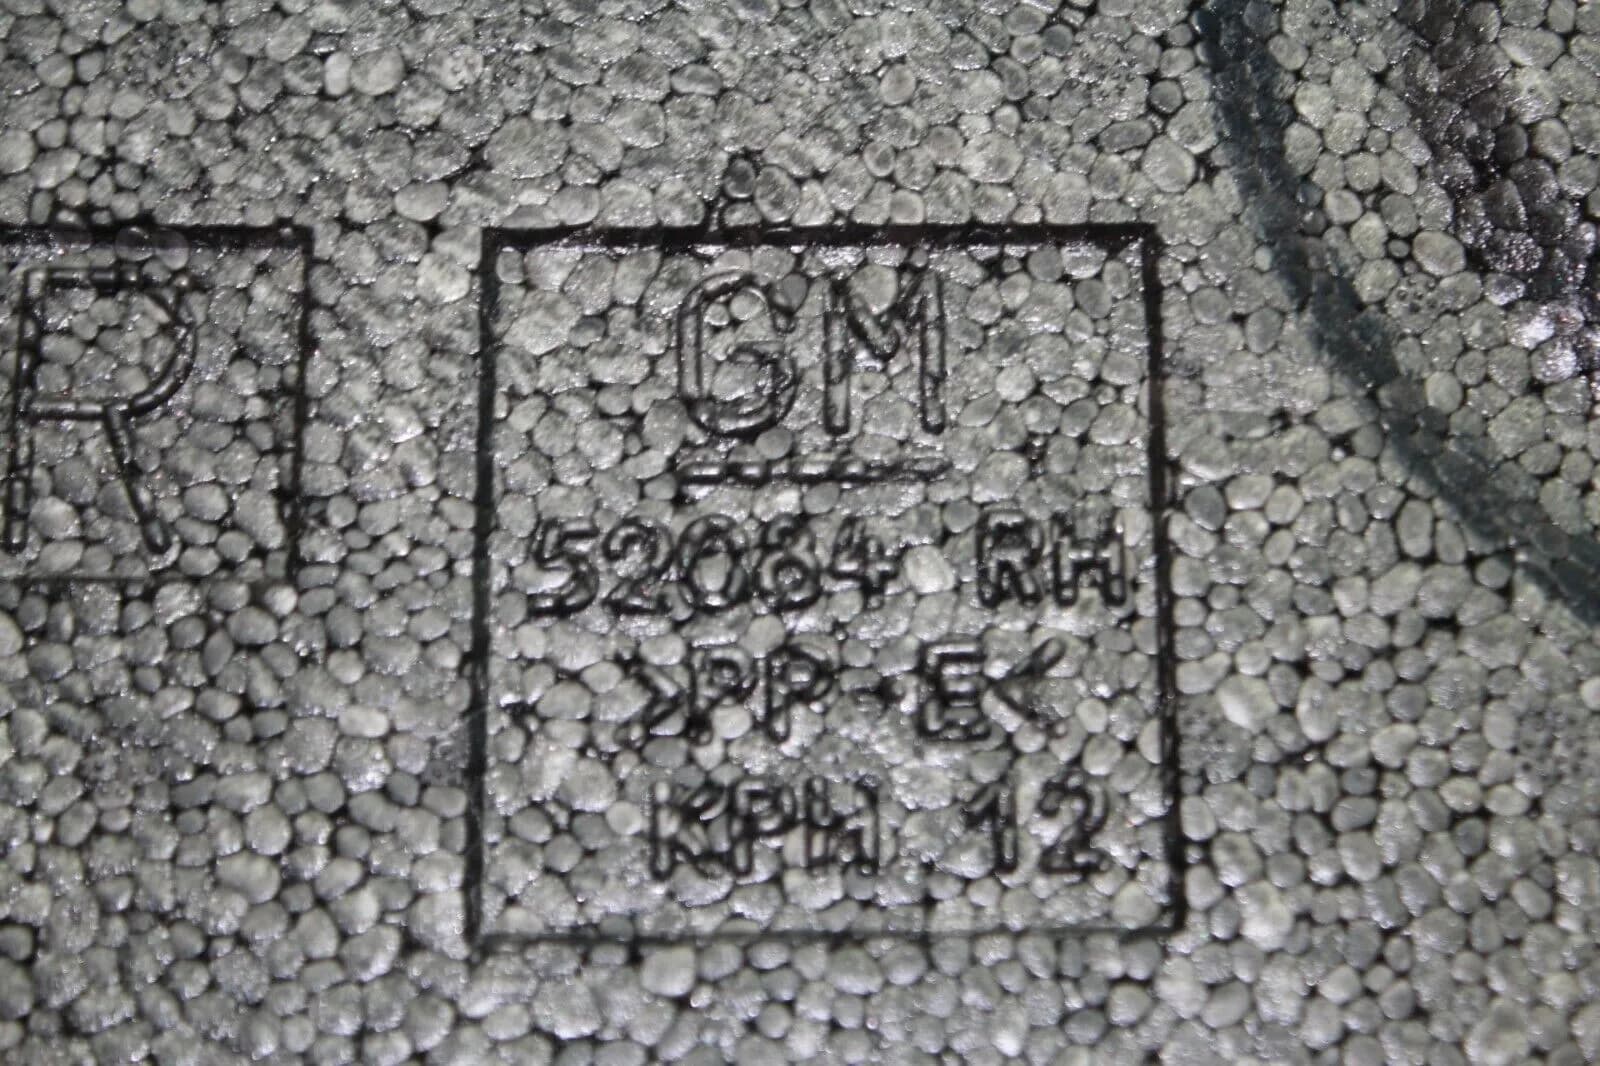 R
GM
52084 RH
>PP-E<
KPH 12